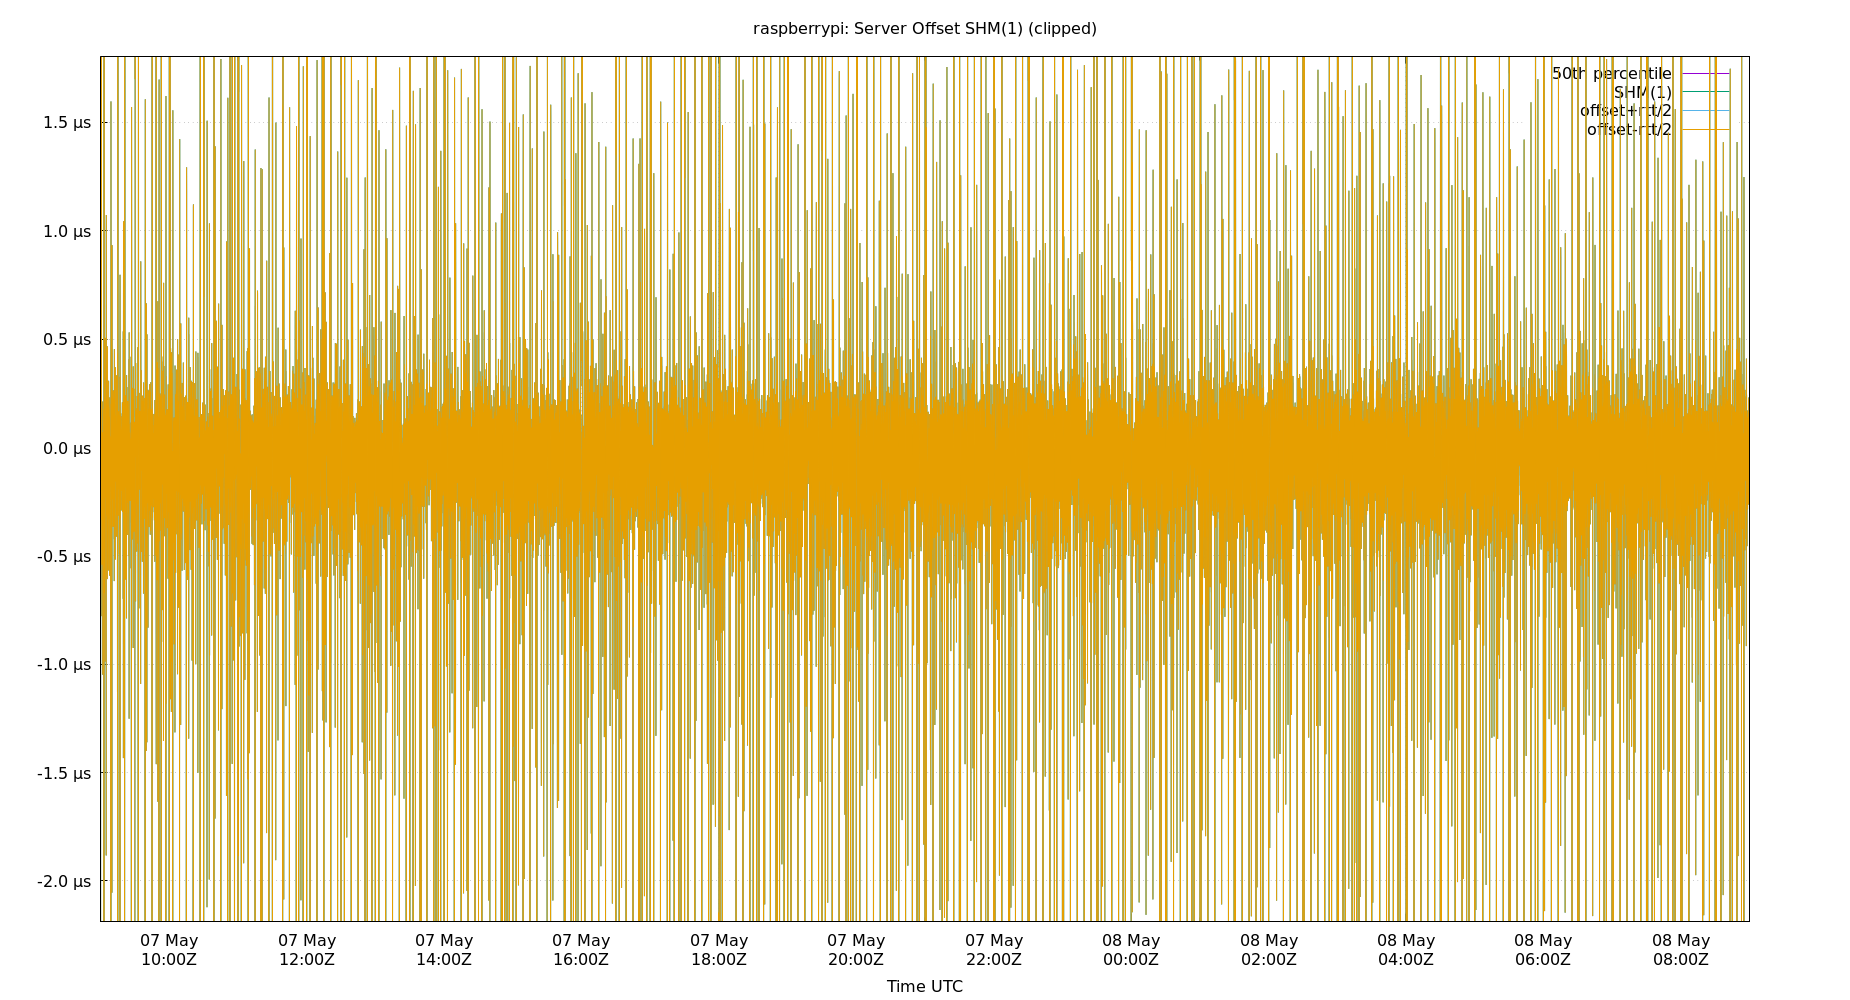 raspberrypi: Server Offset SHM(1) (clipped)
50th percentile
SHM(1)
offset+rtt/2
offset-rtt/2
1.5 µs
1.0 µs
0.5 µs
0.0 µs
-0.5 µs
-1.0 µs
-1.5 µs
-2.0 µs
07 May 07 May 07 May 07 May 07 May 07 May 07 May 08 May 08 May 08 May 08 May 08 May
10:00Z 12:00Z 14:00Z 16:00Z 18:00Z 20:00Z 22:00Z 00:00Z 02:00Z 04:00Z 06:00Z 08:00Z
Time UTC